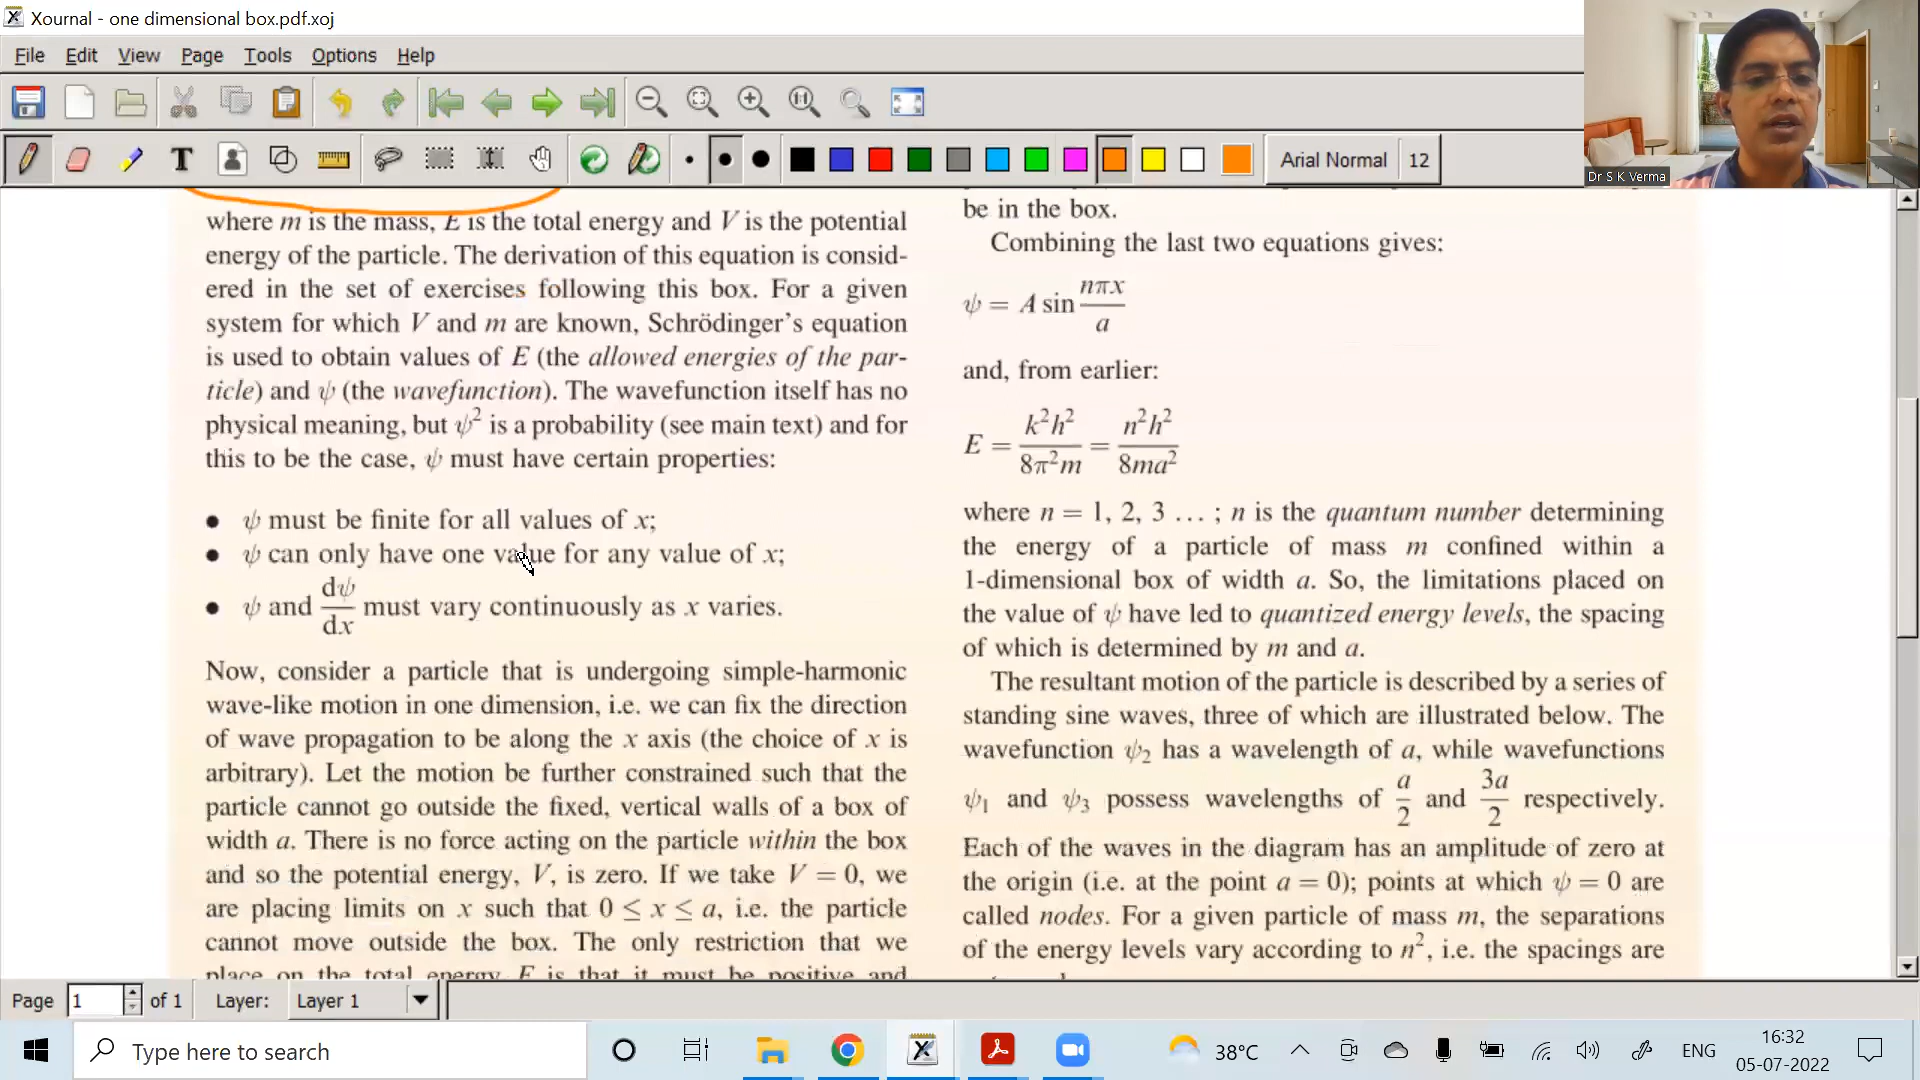 Xournal - one dimensional box.pdf.xoj
File Edit View Page Tools Options Help
Arial Normal 12
Dr S K Verma
where m is the mass, E is the total energy and V is the potential
energy of the particle. The derivation of this equation is consid-
ered in the set of exercises following this box. For a given
system for which V and m are known, Schrödinger's equation
is used to obtain values of E (the allowed energies of the par-
ticle) and ψ (the wavefunction). The wavefunction itself has no
physical meaning, but ψ² is a probability (see main text) and for
this to be the case, ψ must have certain properties:
• ψ must be finite for all values of x;
• ψ can only have one value for any value of x;
• ψ and dψ/dx must vary continuously as x varies.
Now, consider a particle that is undergoing simple-harmonic
wave-like motion in one dimension, i.e. we can fix the direction
of wave propagation to be along the x axis (the choice of x is
arbitrary). Let the motion be further constrained such that the
particle cannot go outside the fixed, vertical walls of a box of
width a. There is no force acting on the particle within the box
and so the potential energy, V, is zero. If we take V = 0, we
are placing limits on x such that 0 ≤ x ≤ a, i.e. the particle
cannot move outside the box. The only restriction that we
place on the total energy E is that it must be positive and
be in the box.
Combining the last two equations gives:
ψ = A sin nπx/a
and, from earlier:
E = k²h²/8π²m = n²h²/8ma²
where n = 1, 2, 3 ... ; n is the quantum number determining
the energy of a particle of mass m confined within a
1-dimensional box of width a. So, the limitations placed on
the value of ψ have led to quantized energy levels, the spacing
of which is determined by m and a.
The resultant motion of the particle is described by a series of
standing sine waves, three of which are illustrated below. The
wavefunction ψ₂ has a wavelength of a, while wavefunctions
ψ₁ and ψ₃ possess wavelengths of a/2 and 3a/2 respectively.
Each of the waves in the diagram has an amplitude of zero at
the origin (i.e. at the point a = 0); points at which ψ = 0 are
called nodes. For a given particle of mass m, the separations
of the energy levels vary according to n², i.e. the spacings are
Page 1 of 1 Layer: Layer 1
Type here to search
38°C
ENG
16:32
05-07-2022